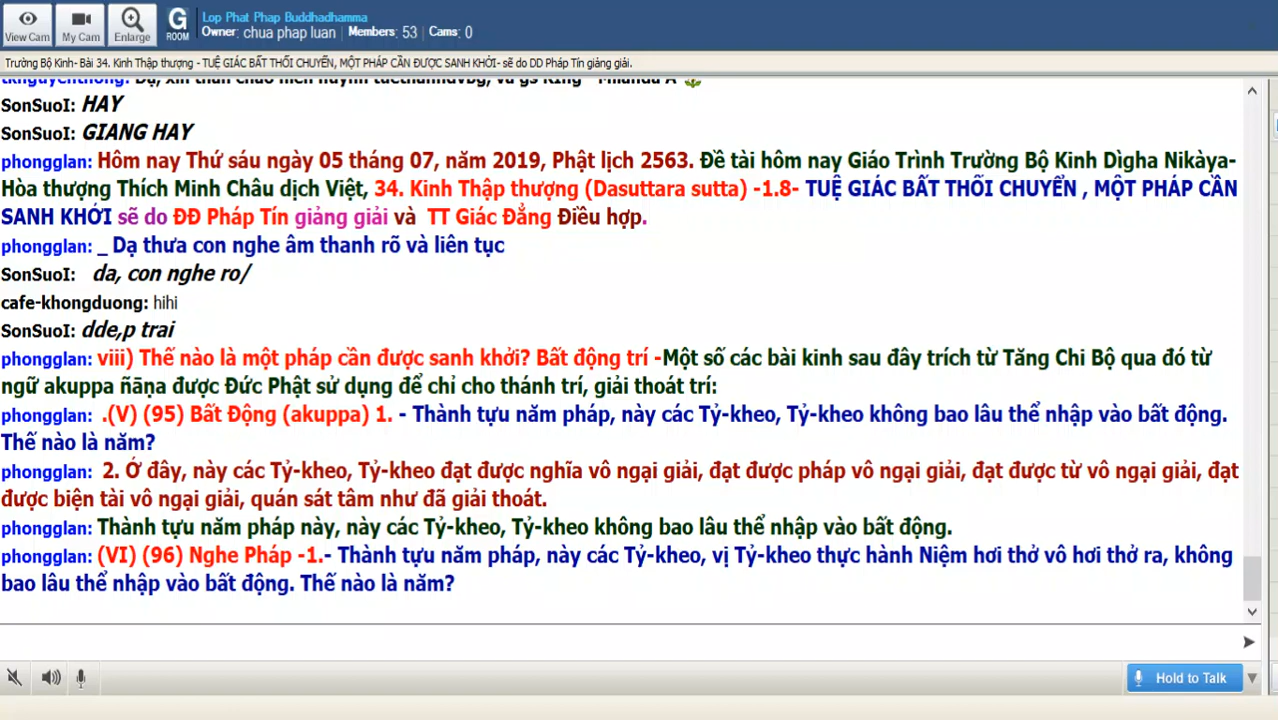 View Cam
My Cam
Enlarge
G
ROOM
Lop Phat Phap Buddhadhamma
Owner: chua phap luan | Members: 53 | Cams: 0
Trường Bộ Kinh- Bài 34. Kinh Thập thượng - TUỆ GIÁC BẤT THỐI CHUYỂN, MỘT PHÁP CẦN ĐƯỢC SANH KHỞI- sẽ do DD Pháp Tín giảng giải.
SonSuoI: HAY
SonSuoI: GIANG HAY
phongglan: Hôm nay Thứ sáu ngày 05 tháng 07, năm 2019, Phật lịch 2563. Đề tài hôm nay Giáo Trình Trường Bộ Kinh Dìgha Nikàya-
Hòa thượng Thích Minh Châu dịch Việt, 34. Kinh Thập thượng (Dasuttara sutta) -1.8- TUỆ GIÁC BẤT THỐI CHUYỂN , MỘT PHÁP CẦN
SANH KHỞI sẽ do ĐĐ Pháp Tín giảng giải và TT Giác Đẳng Điều hợp.
phongglan: _ Dạ thưa con nghe âm thanh rõ và liên tục
SonSuoI: da, con nghe ro/
cafe-khongduong: hihi
SonSuoI: dde,p trai
phongglan: viii) Thế nào là một pháp cần được sanh khởi? Bất động trí -Một số các bài kinh sau đây trích từ Tăng Chi Bộ qua đó từ
ngữ akuppa ñāṇa được Đức Phật sử dụng để chỉ cho thánh trí, giải thoát trí:
phongglan: .(V) (95) Bất Động (akuppa) 1. - Thành tựu năm pháp, này các Tỷ-kheo, Tỷ-kheo không bao lâu thể nhập vào bất động.
Thế nào là năm?
phongglan: 2. Ở đây, này các Tỷ-kheo, Tỷ-kheo đạt được nghĩa vô ngại giải, đạt được pháp vô ngại giải, đạt được từ vô ngại giải, đạt
được biện tài vô ngại giải, quán sát tâm như đã giải thoát.
phongglan: Thành tựu năm pháp này, này các Tỷ-kheo, Tỷ-kheo không bao lâu thể nhập vào bất động.
phongglan: (VI) (96) Nghe Pháp -1.- Thành tựu năm pháp, này các Tỷ-kheo, vị Tỷ-kheo thực hành Niệm hơi thở vô hơi thở ra, không
bao lâu thể nhập vào bất động. Thế nào là năm?
Hold to Talk